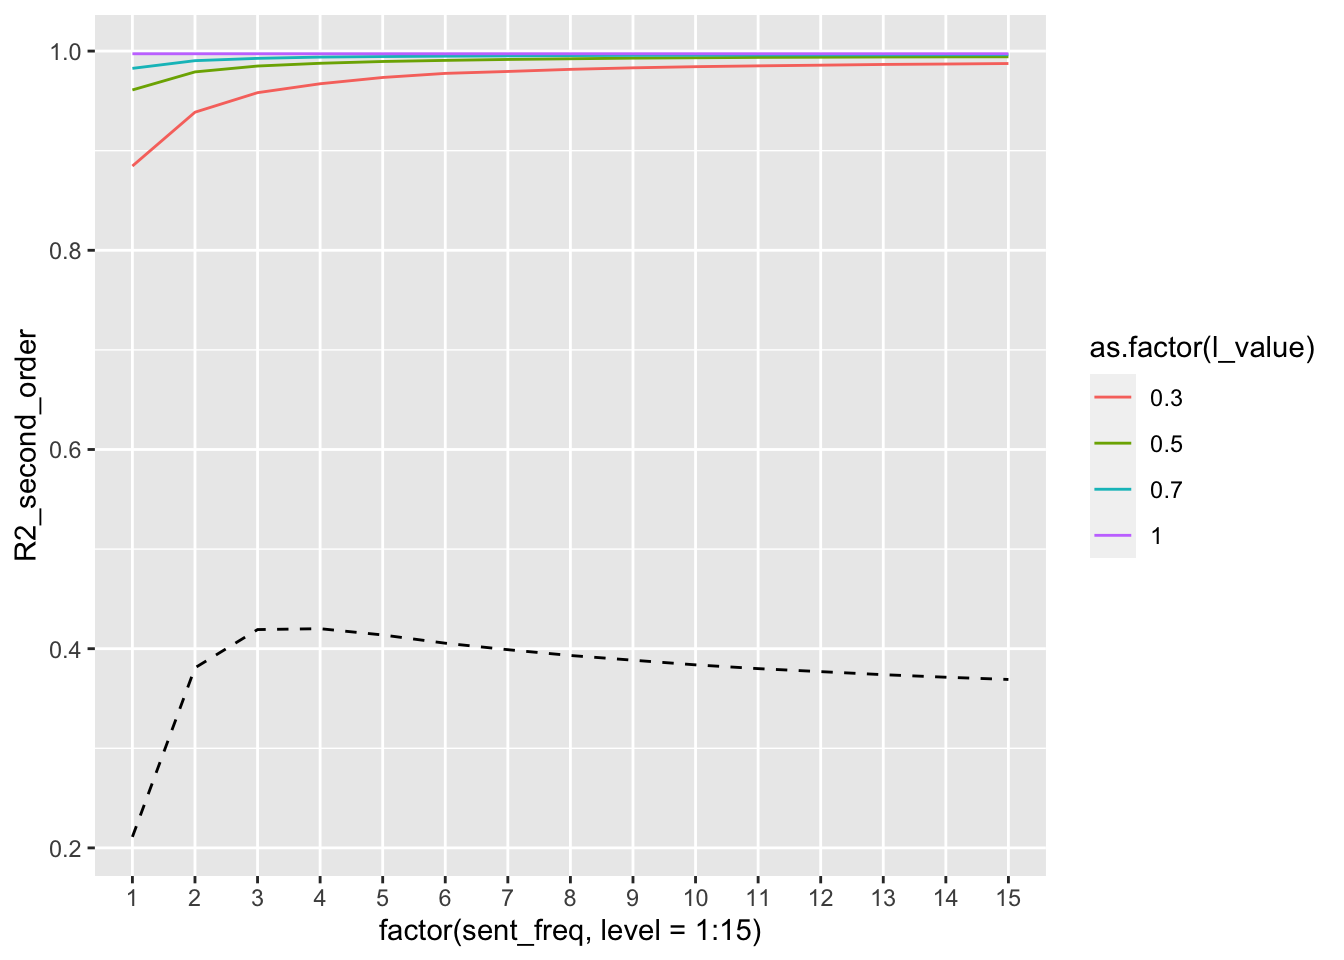 1.0
0.8
0.6
0.4
0.2
R2_second_order
1 2 3 4 5 6 7 8 9 10 11 12 13 14 15
factor(sent_freq, level = 1:15)
as.factor(l_value)
0.3
0.5
0.7
1